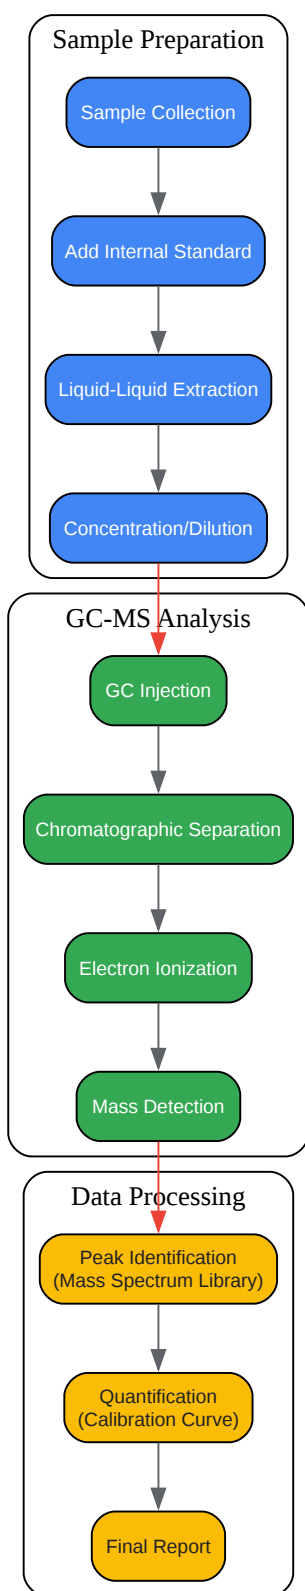 Sample Preparation
Sample Collection
Add Internal Standard
Liquid-Liquid Extraction
Concentration/Dilution
GC-MS Analysis
GC Injection
Chromatographic Separation
Electron Ionization
Mass Detection
Data Processing
Peak Identification
(Mass Spectrum Library)
Quantification
(Calibration Curve)
Final Report